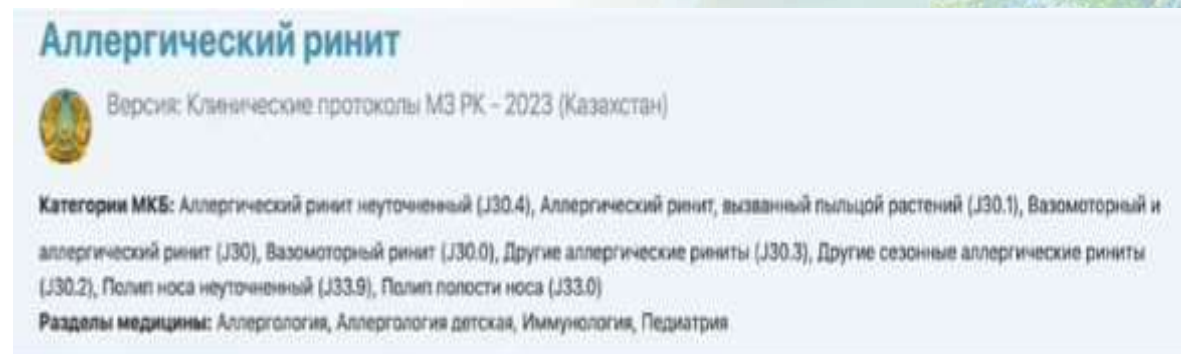 Аллергический ринит
Версия: Клинические протоколы МЗ РК - 2023 (Казахстан)
Категории МКБ: Аллергический ринит неуточненный (J30.4), Аллергический ринит, вызванный пыльцой растений (J30.1), Вазомоторный и
аллергический ринит (J30), Вазомоторный ринит (J30.0), Другие аллергические риниты (J30.3), Другие сезонные аллергические риниты
(J30.2), Полип носа неуточненный (J33.9), Полип полости носа (J33.0)
Разделы медицины: Аллергология, Аллергология детская, Иммунология, Педиатрия